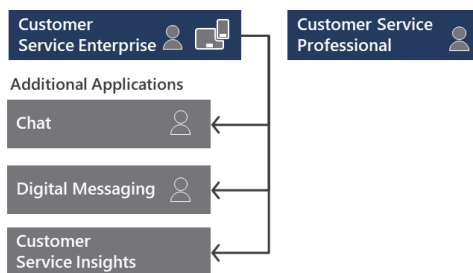 Customer
Service Enterprise
Customer Service
Professional
Additional Applications
Chat
Digital Messaging
Customer
Service Insights